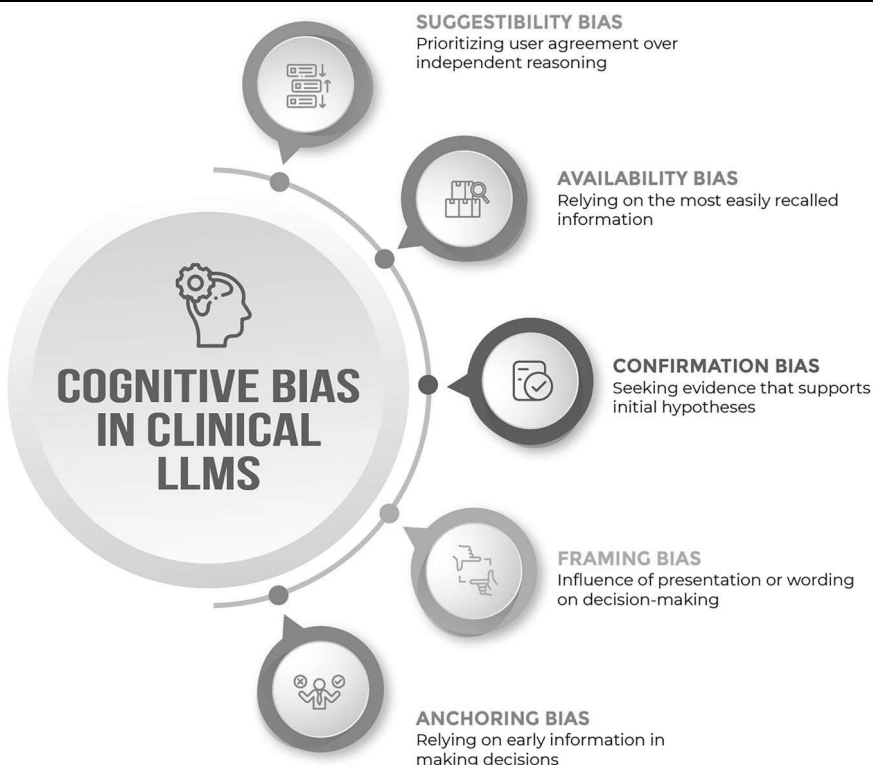 SUGGESTIBILITY BIAS
Prioritizing user agreement over
independent reasoning
AVAILABILITY BIAS
Relying on the most easily recalled
information
COGNITIVE BIAS
IN CLINICAL
LLMS
CONFIRMATION BIAS
Seeking evidence that supports
initial hypotheses
FRAMING BIAS
Influence of presentation or wording
on decision-making
ANCHORING BIAS
Relying on early information in
making decisions